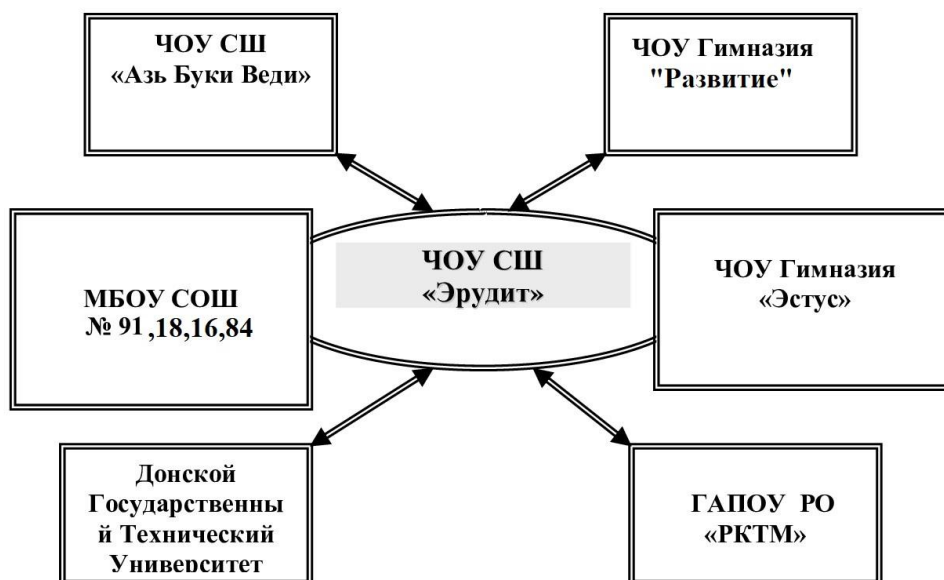 ЧОУ СШ
«Азь Буки Веди»
ЧОУ Гимназия
"Развитие"
ЧОУ СШ
«Эрудит»
МБОУ СОШ
№ 91,18,16,84
ЧОУ Гимназия
«Эстус»
Донской
Государственны
й Технический
Университет
ГАПОУ РО
«РКТМ»